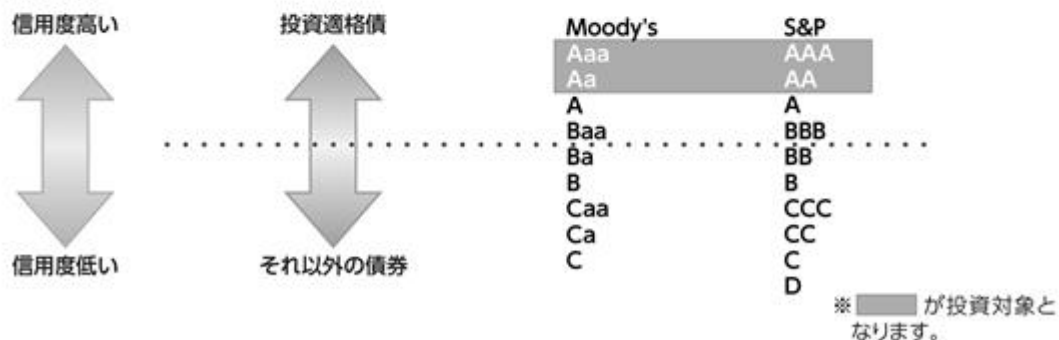 信用度高い 投資適格債 Moody's S&P
Aaa AAA
Aa AA
A A
Baa BBB
Ba BB
B B
Caa CCC
Ca CC
C C
信用度低い それ以外の債券
D
※ が投資対象と
なります。